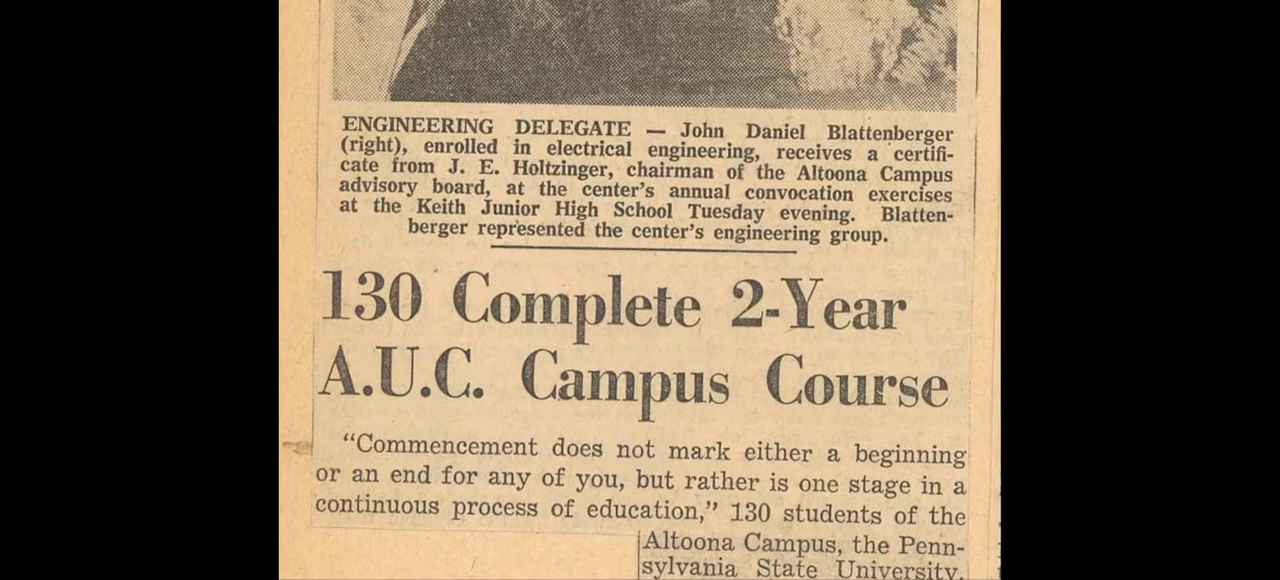 ENGINEERING DELEGATE — John Daniel Blattenberger
(right), enrolled in electrical engineering, receives a certifi-
cate from J. E. Holtzinger, chairman of the Altoona Campus
advisory board, at the center's annual convocation exercises
at the Keith Junior High School Tuesday evening. Blatten-
berger represented the center's engineering group.
130 Complete 2-Year
A.U.C. Campus Course
“Commencement does not mark either a beginning
or an end for any of you, but rather is one stage in a
continuous process of education,” 130 students of the
Altoona Campus, the Penn-
sylvania State University,